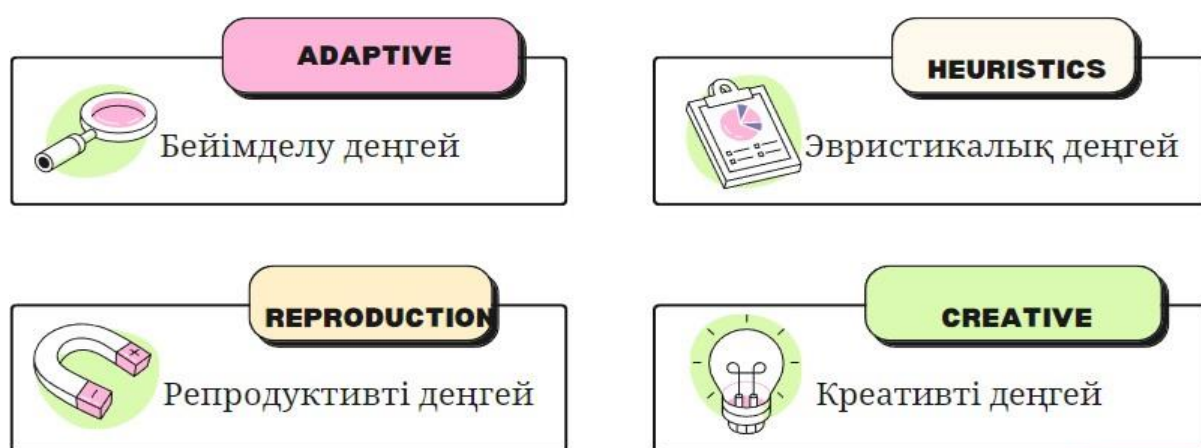 ADAPTIVE
Бейімделу деңгей
HEURISTICS
Эвристикалық деңгей
REPRODUCTION
Репродуктивті деңгей
CREATIVE
Креативті деңгей